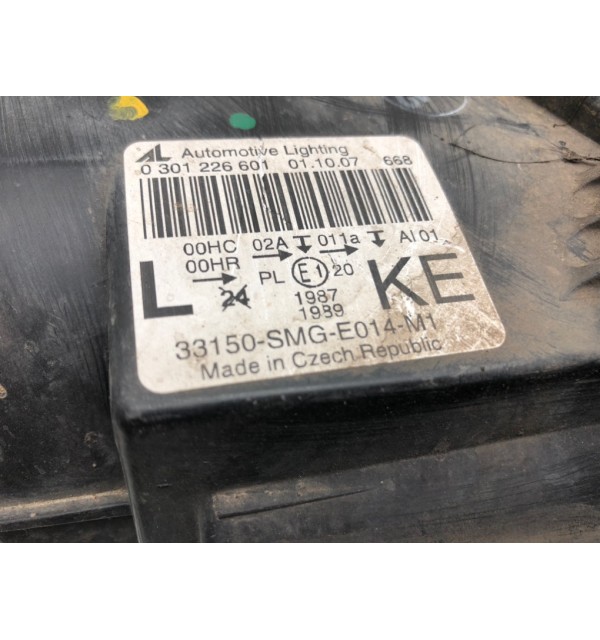 AL Automotive Lighting
0 301 226 601 01.10.07 668
00HC 02A 011a AI 01
00HR PL E1 20
L 24 1987 KE
1989
33150-SMG-E014-M1
Made in Czech Republic